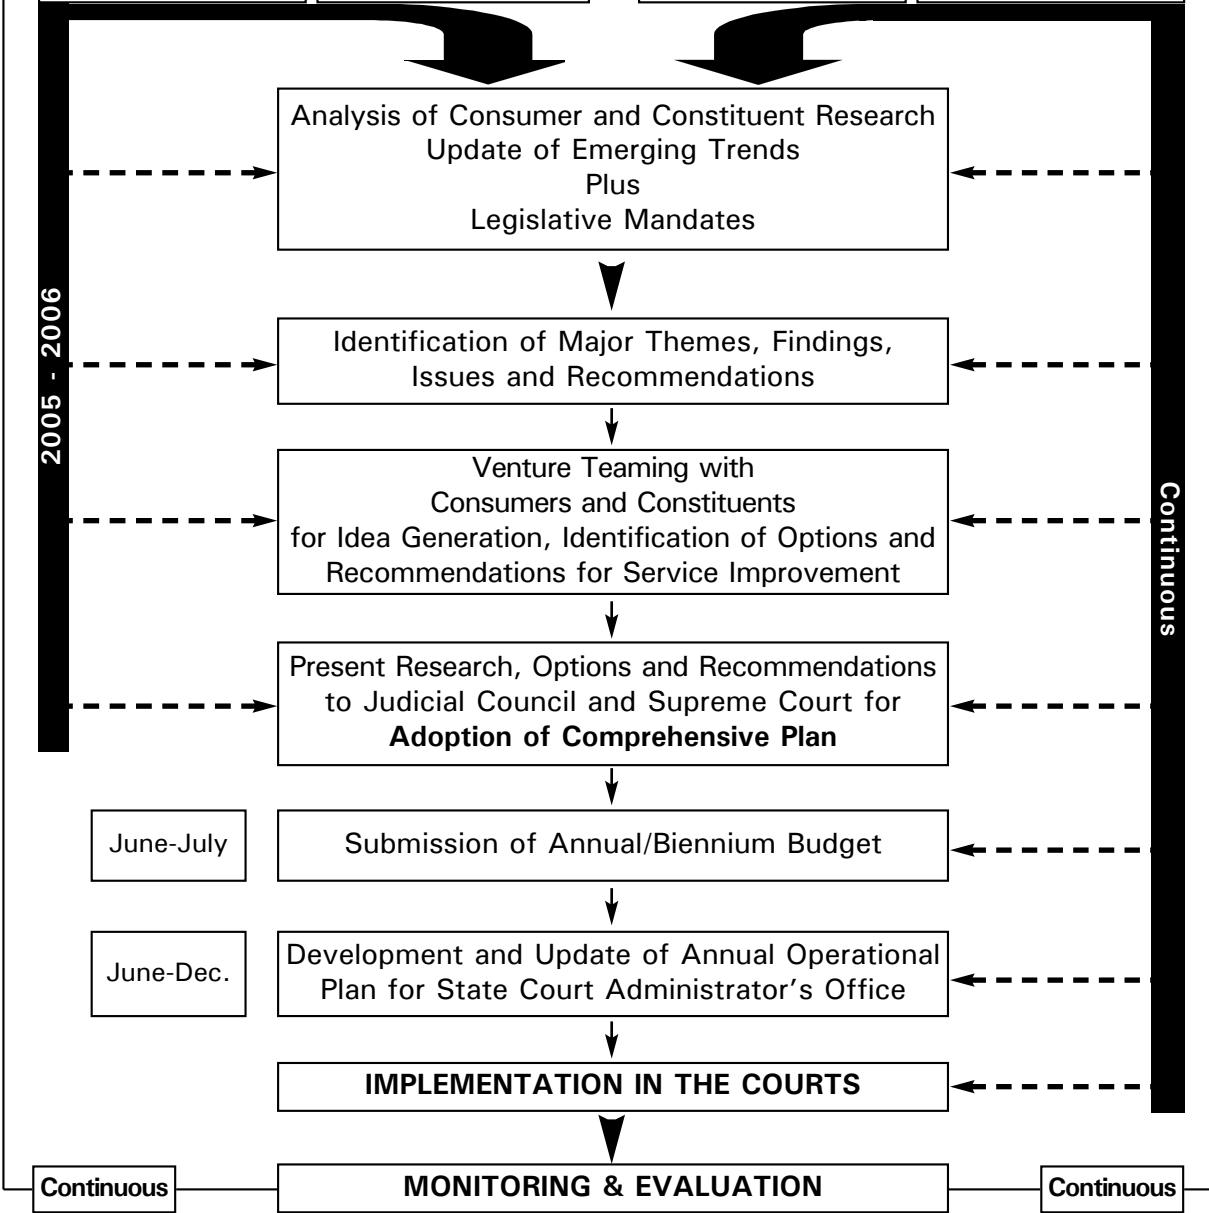 Analysis of Consumer and Constituent Research
Update of Emerging Trends
Plus
Legislative Mandates
2005 - 2006
Identification of Major Themes, Findings,
Issues and Recommendations
Venture Teaming with
Consumers and Constituents
for Idea Generation, Identification of Options and
Recommendations for Service Improvement
Continuous
Present Research, Options and Recommendations
to Judicial Council and Supreme Court for
Adoption of Comprehensive Plan
June-July
Submission of Annual/Biennium Budget
June-Dec.
Development and Update of Annual Operational
Plan for State Court Administrator’s Office
IMPLEMENTATION IN THE COURTS
Continuous
MONITORING & EVALUATION
Continuous